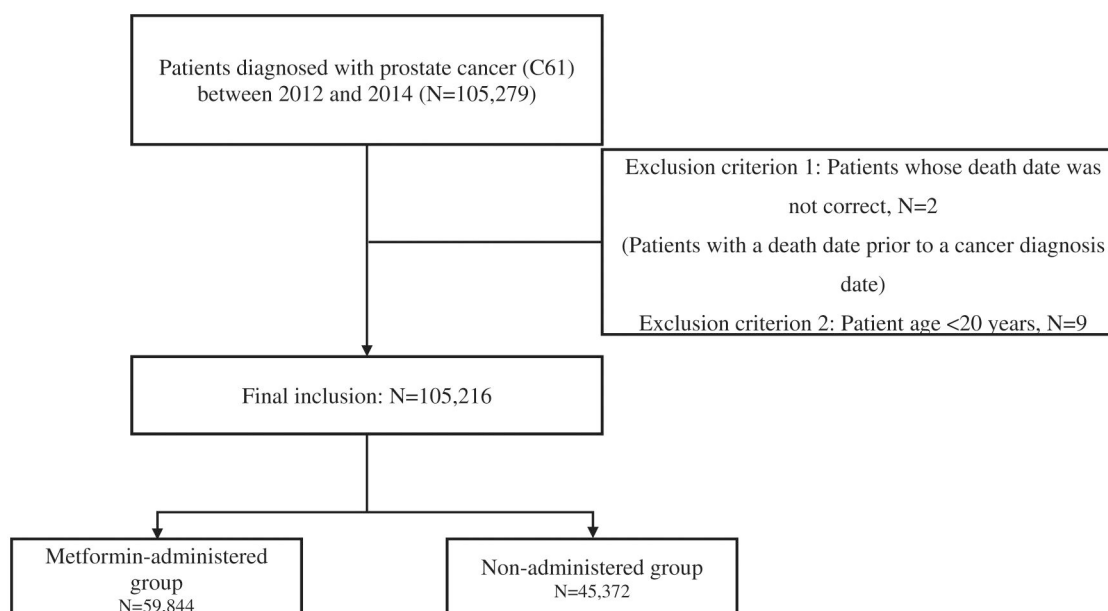 Patients diagnosed with prostate cancer (C61)
between 2012 and 2014 (N=105,279)
Exclusion criterion 1: Patients whose death date was
not correct, N=2
(Patients with a death date prior to a cancer diagnosis
date)
Exclusion criterion 2: Patient age <20 years, N=9
Final inclusion: N=105,216
Metformin-administered
group
N=59,844
Non-administered group
N=45,372